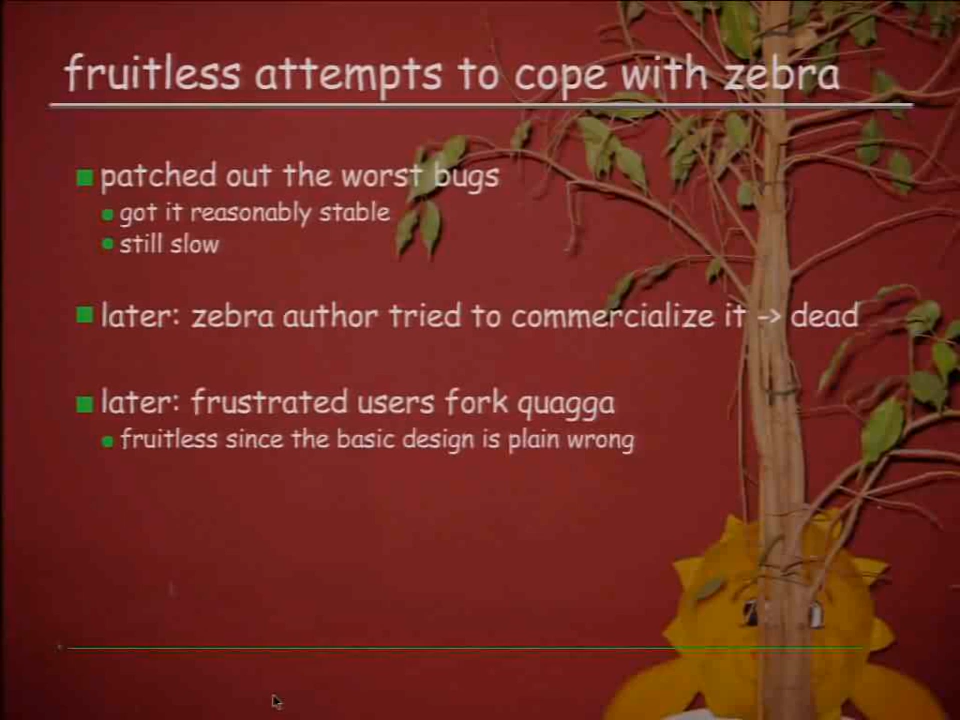 fruitless attempts to cope with zebra
patched out the worst bugs
got it reasonably stable
still slow
later: zebra author tried to commercialize it -> dead
later: frustrated users fork quagga
fruitless since the basic design is plain wrong